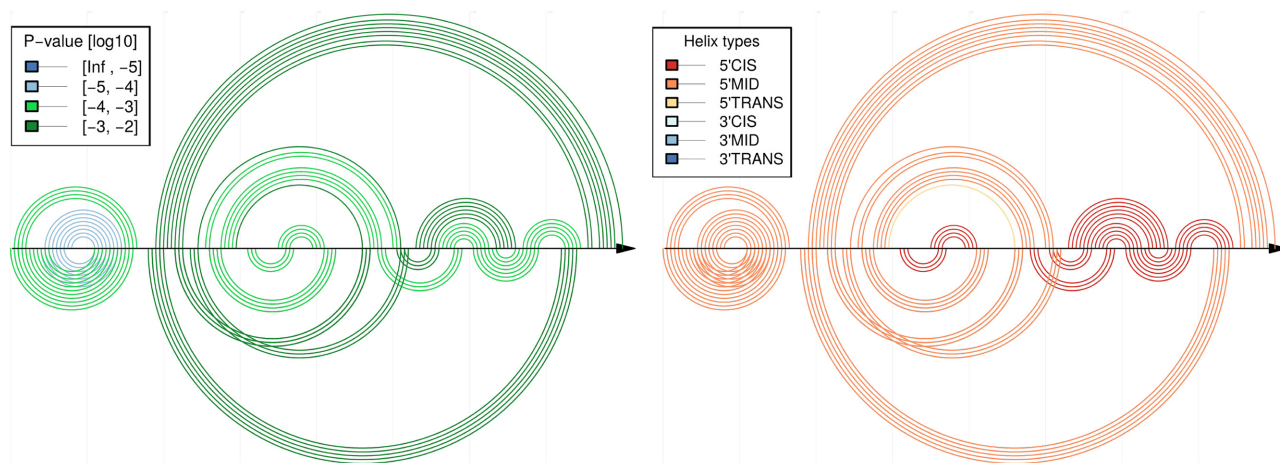 P−value [log10]
[Inf , −5]
[−5, −4]
[−4, −3]
[−3, −2]
Helix types
5'CIS
5'MID
5'TRANS
3'CIS
3'MID
3'TRANS